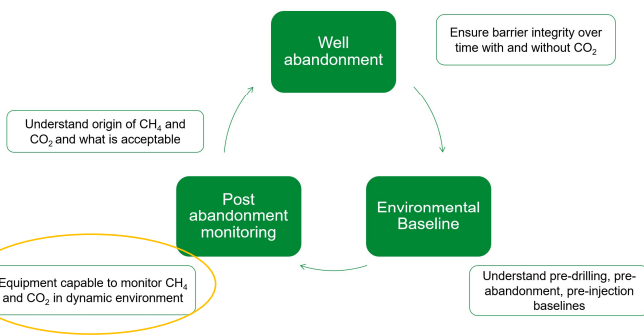 Well
abandonment
Ensure barrier integrity over
time with and without CO₂
Understand origin of CH₄ and
CO₂ and what is acceptable
Post
abandonment
monitoring
Environmental
Baseline
Equipment capable to monitor CH₄
and CO₂ in dynamic environment
Understand pre-drilling, pre-
abandonment, pre-injection
baselines